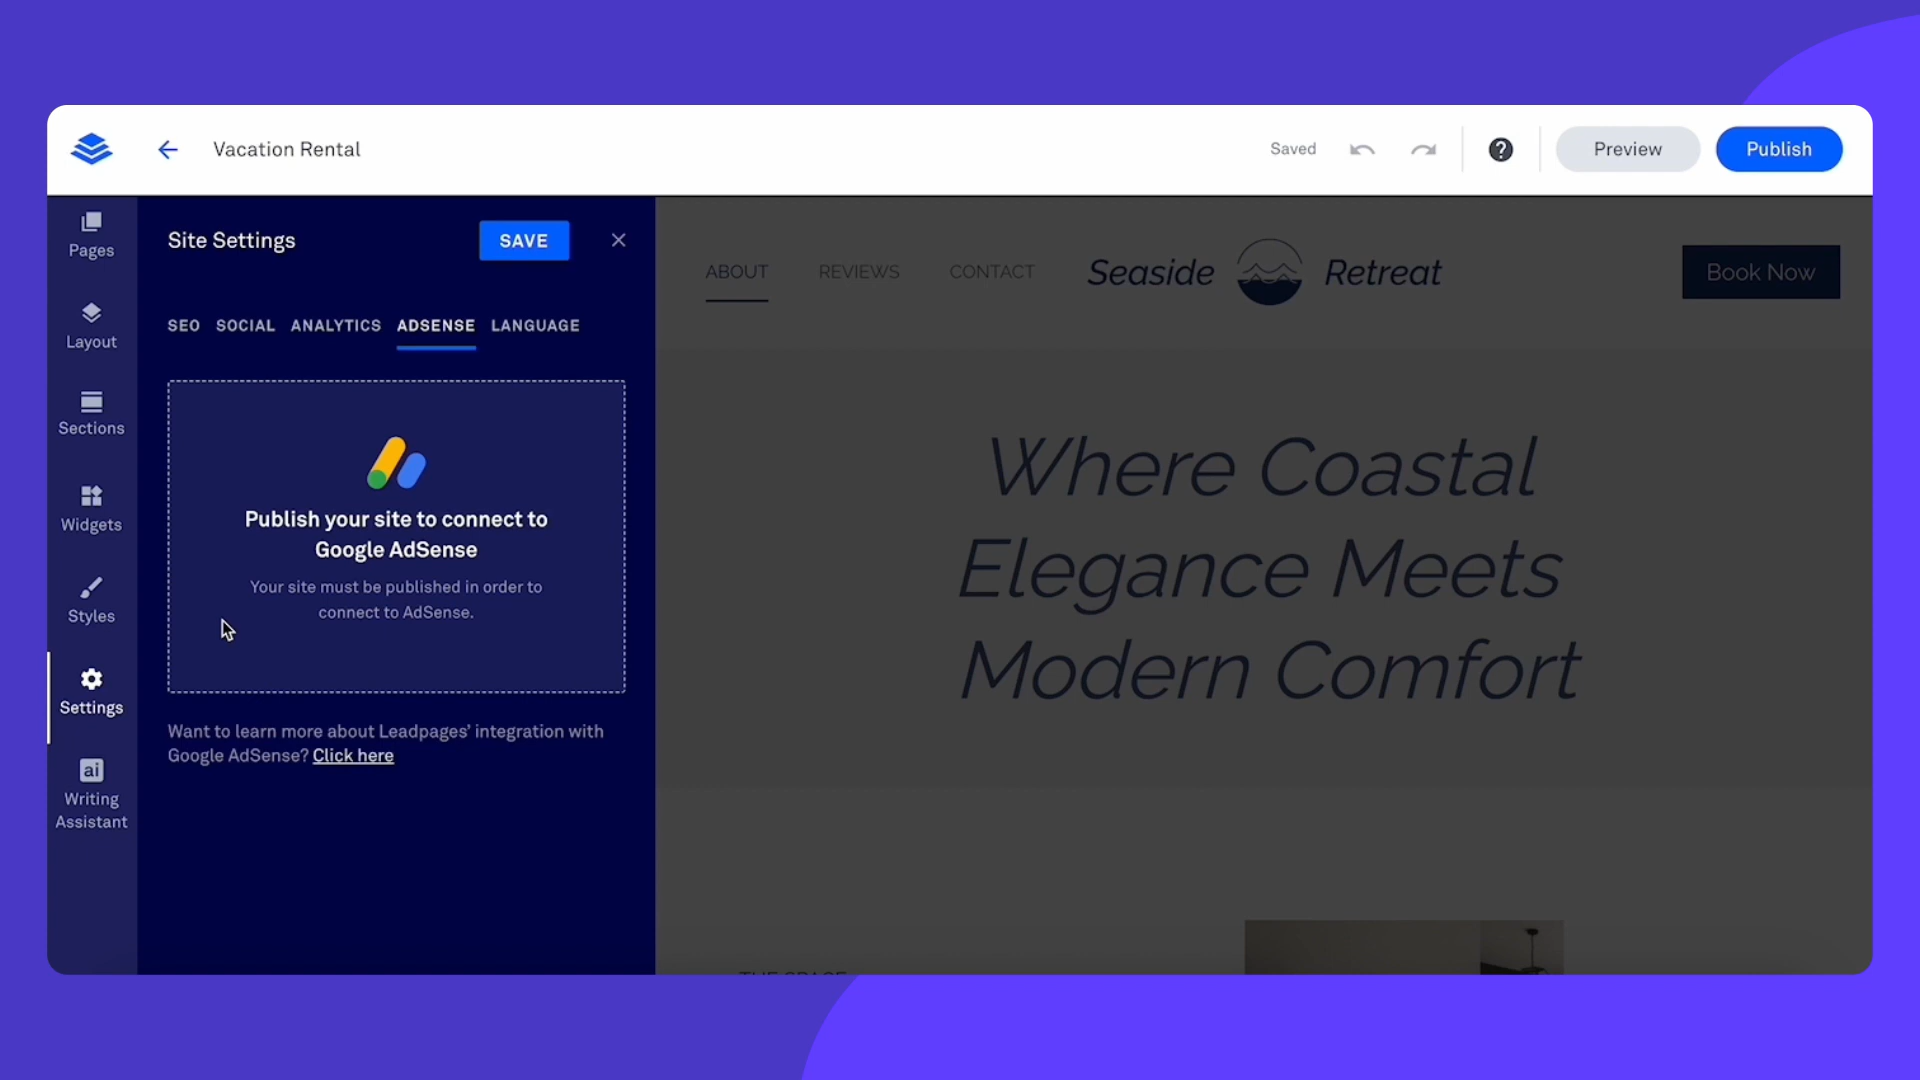 Vacation Rental
Saved
Preview
Publish
Pages
Layout
Sections
Widgets
Styles
Settings
ai
Writing
Assistant
Site Settings
SAVE
SEO SOCIAL ANALYTICS ADSENSE LANGUAGE
Publish your site to connect to
Google AdSense
Your site must be published in order to
connect to AdSense.
Want to learn more about Leadpages’ integration with
Google AdSense? Click here
ABOUT REVIEWS CONTACT
Seaside Retreat
Book Now
Where Coastal
Elegance Meets
Modern Comfort
THE SPACE